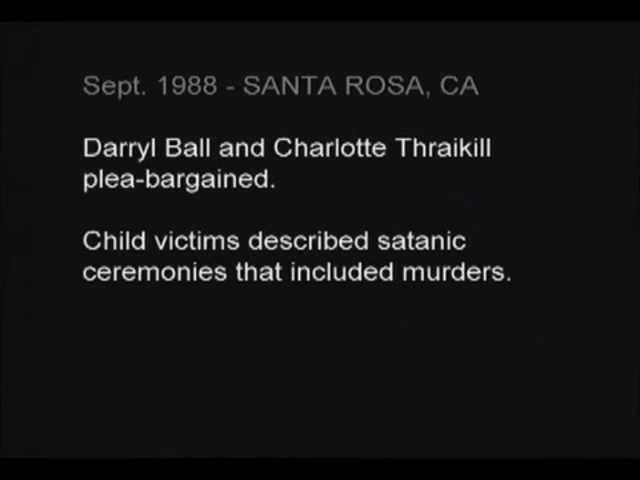 Sept. 1988 - SANTA ROSA, CA
Darryl Ball and Charlotte Thraikill
plea-bargained.
Child victims described satanic
ceremonies that included murders.